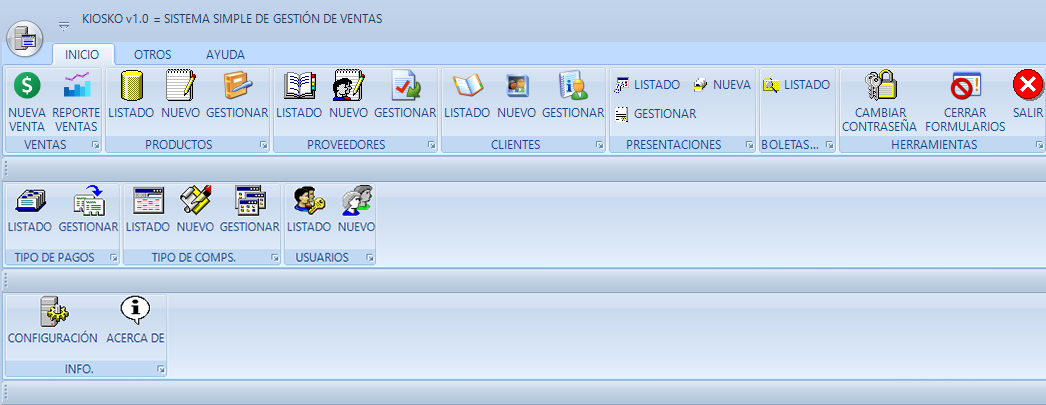 KIOSKO v1.0 = SISTEMA SIMPLE DE GESTIÓN DE VENTAS
INICIO OTROS AYUDA
NUEVA VENTA REPORTE VENTAS
VENTAS
LISTADO NUEVO GESTIONAR
PRODUCTOS
LISTADO NUEVO GESTIONAR
PROVEEDORES
LISTADO NUEVO GESTIONAR
CLIENTES
LISTADO NUEVA
GESTIONAR
PRESENTACIONES
LISTADO
BOLETAS...
CAMBIAR CONTRASEÑA CERRAR FORMULARIOS SALIR
HERRAMIENTAS
LISTADO GESTIONAR
TIPO DE PAGOS
LISTADO NUEVO GESTIONAR
TIPO DE COMPS.
LISTADO NUEVO
USUARIOS
CONFIGURACIÓN ACERCA DE
INFO.